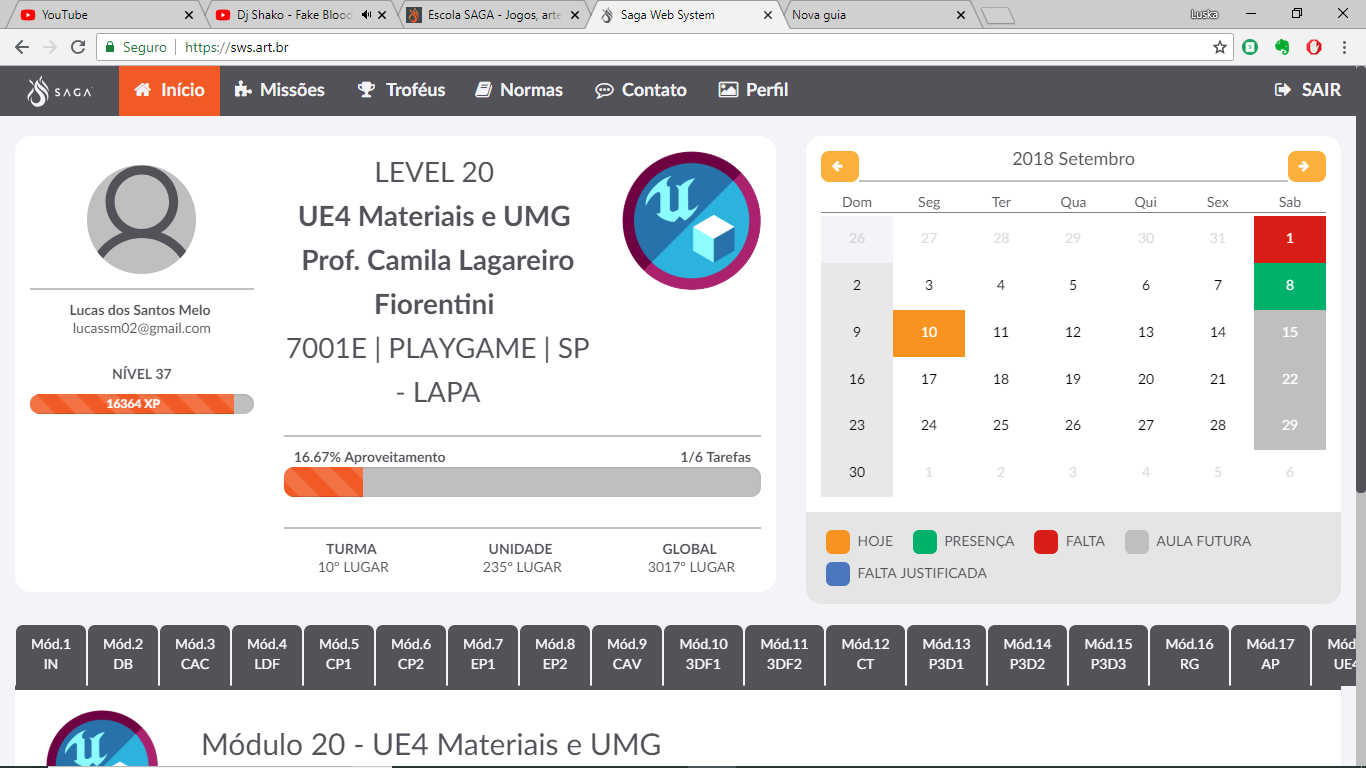 YouTube
Dj Shako - Fake Blood
Escola SAGA - Jogos, arte
Saga Web System
Nova guia
Luska
Seguro
https://sws.art.br
SAGA
Início
Missões
Troféus
Normas
Contato
Perfil
SAIR
Lucas dos Santos Melo
lucassm02@gmail.com
NÍVEL 37
16364 XP
LEVEL 20
UE4 Materiais e UMG
Prof. Camila Lagareiro
Fiorentini
7001E | PLAYGAME | SP
- LAPA
16.67% Aproveitamento 1/6 Tarefas
TURMA UNIDADE GLOBAL
10º LUGAR 235º LUGAR 3017º LUGAR
2018 Setembro
Dom Seg Ter Qua Qui Sex Sab
26 27 28 29 30 31 1
2 3 4 5 6 7 8
9 10 11 12 13 14 15
16 17 18 19 20 21 22
23 24 25 26 27 28 29
30 1 2 3 4 5 6
HOJE PRESENÇA FALTA AULA FUTURA
FALTA JUSTIFICADA
Mód.1 Mód.2 Mód.3 Mód.4 Mód.5 Mód.6 Mód.7 Mód.8 Mód.9 Mód.10 Mód.11 Mód.12 Mód.13 Mód.14 Mód.15 Mód.16 Mód.17 Mód
IN DB CAC LDF CP1 CP2 EP1 EP2 CAV 3DF1 3DF2 CT P3D1 P3D2 P3D3 RG AP UE4
Módulo 20 - UE4 Materiais e UMG